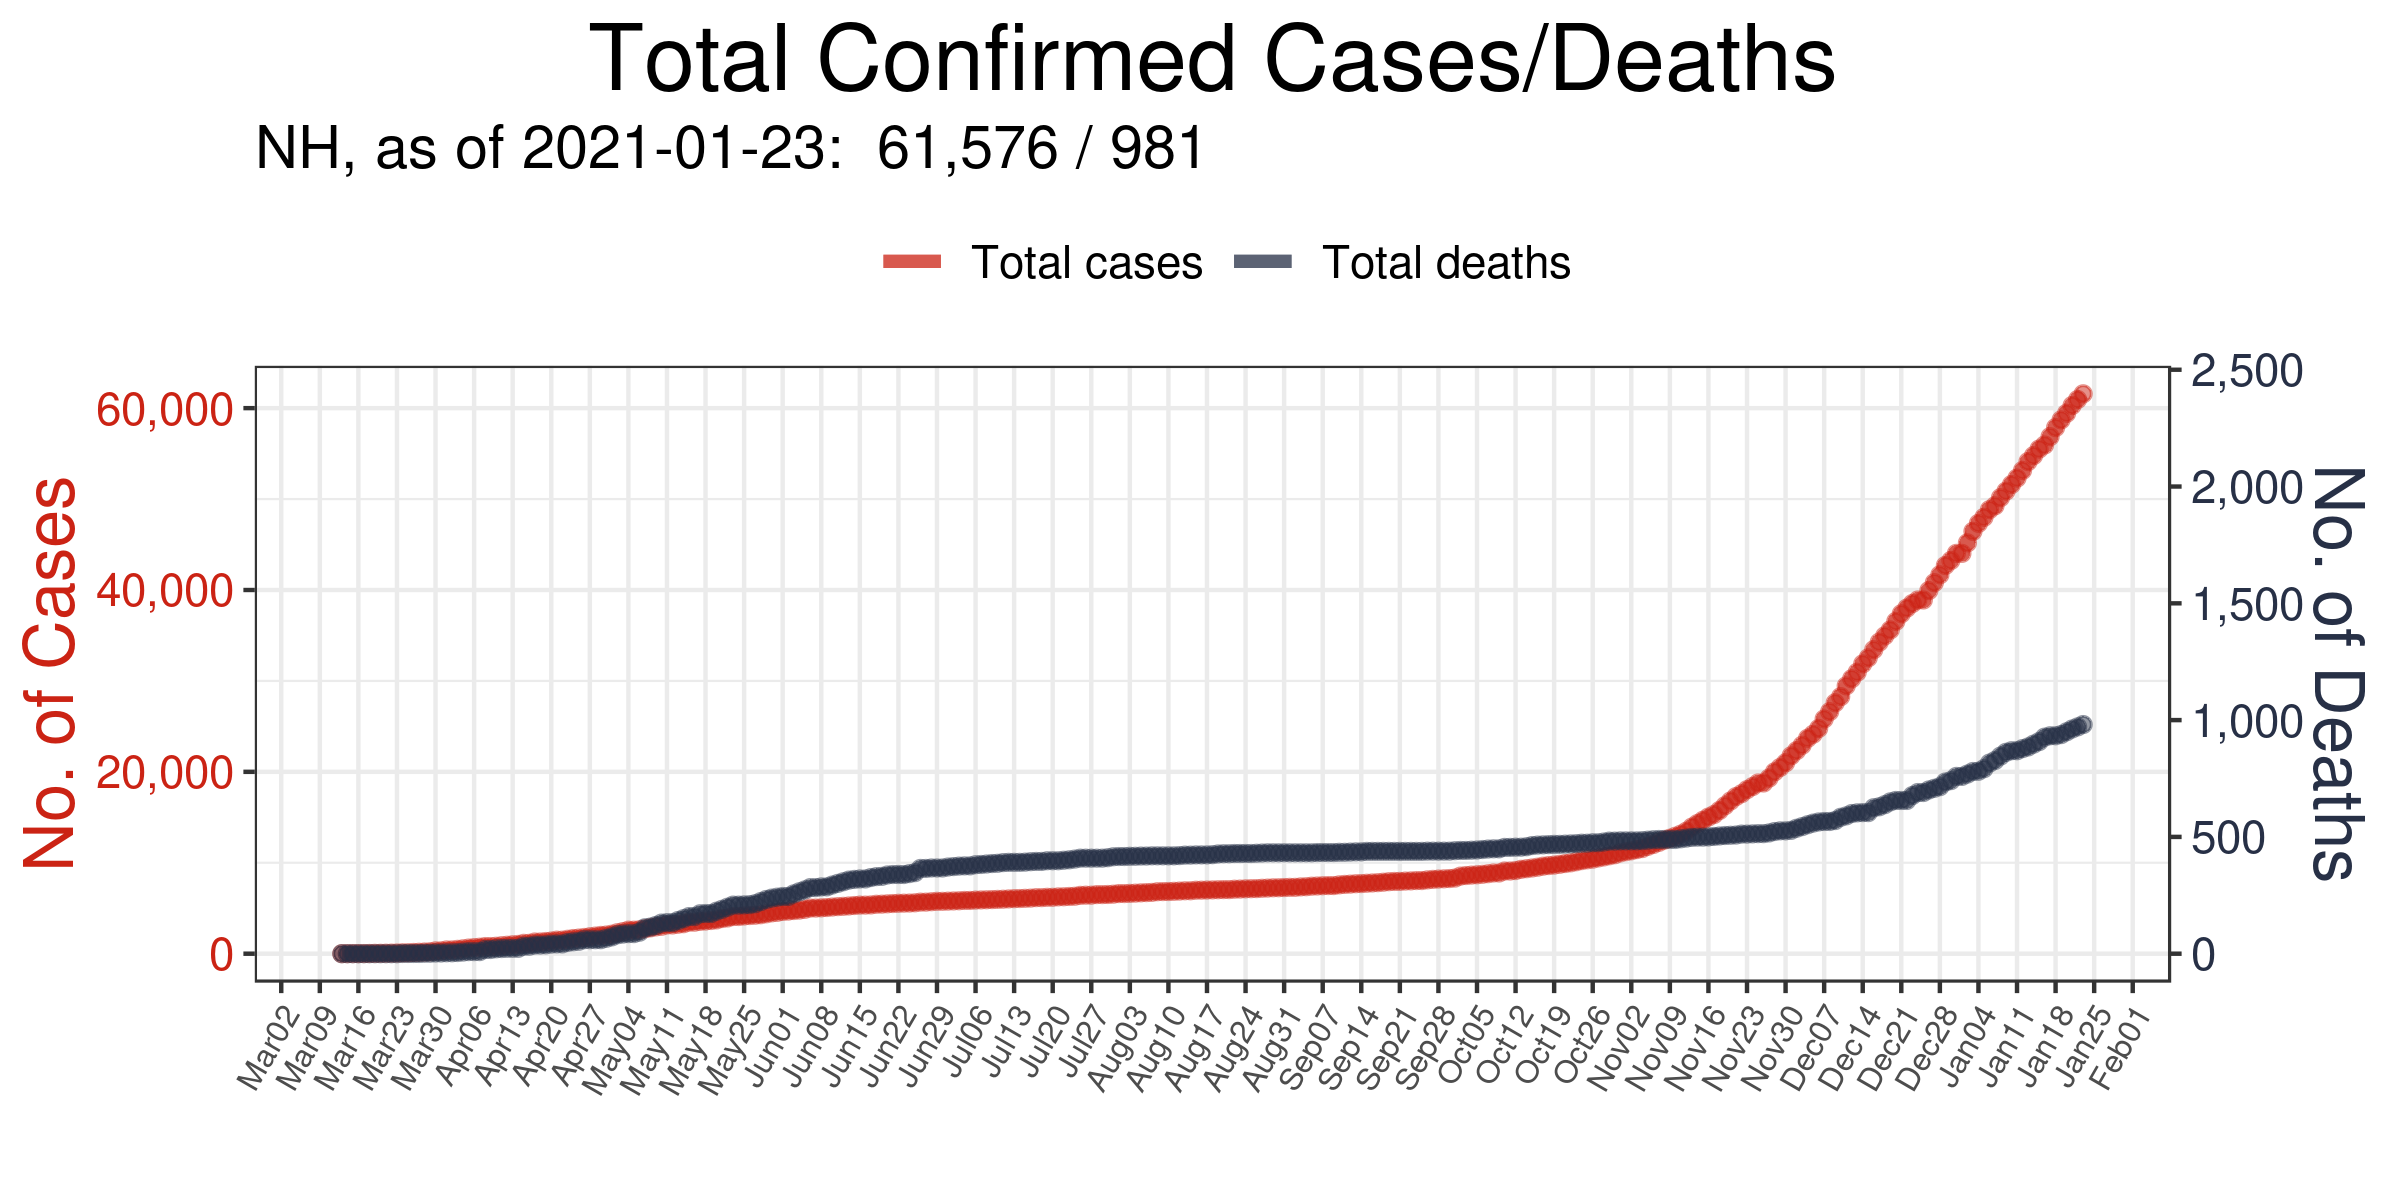 Total Confirmed Cases/Deaths
NH, as of 2021-01-23:  61,576 / 981
Total cases
Total deaths
No. of Cases
60,000
40,000
20,000
0
2,500
2,000
1,500
1,000
500
0
No. of Deaths
Mar02
Mar09
Mar16
Mar23
Mar30
Apr06
Apr13
Apr20
Apr27
May04
May11
May18
May25
Jun01
Jun08
Jun15
Jun22
Jun29
Jul06
Jul13
Jul20
Jul27
Aug03
Aug10
Aug17
Aug24
Aug31
Sep07
Sep14
Sep21
Sep28
Oct05
Oct12
Oct19
Oct26
Nov02
Nov09
Nov16
Nov23
Nov30
Dec07
Dec14
Dec21
Dec28
Jan04
Jan11
Jan18
Jan25
Feb01